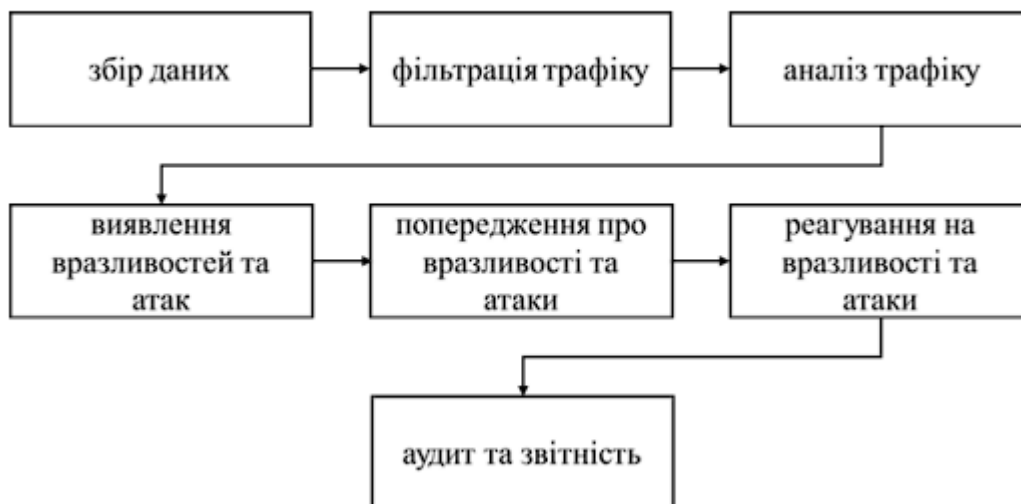 збір даних
фільтрація трафіку
аналіз трафіку
виявлення
вразливостей та
атак
попередження про
вразливості та
атаки
реагування на
вразливості та
атаки
аудит та звітність